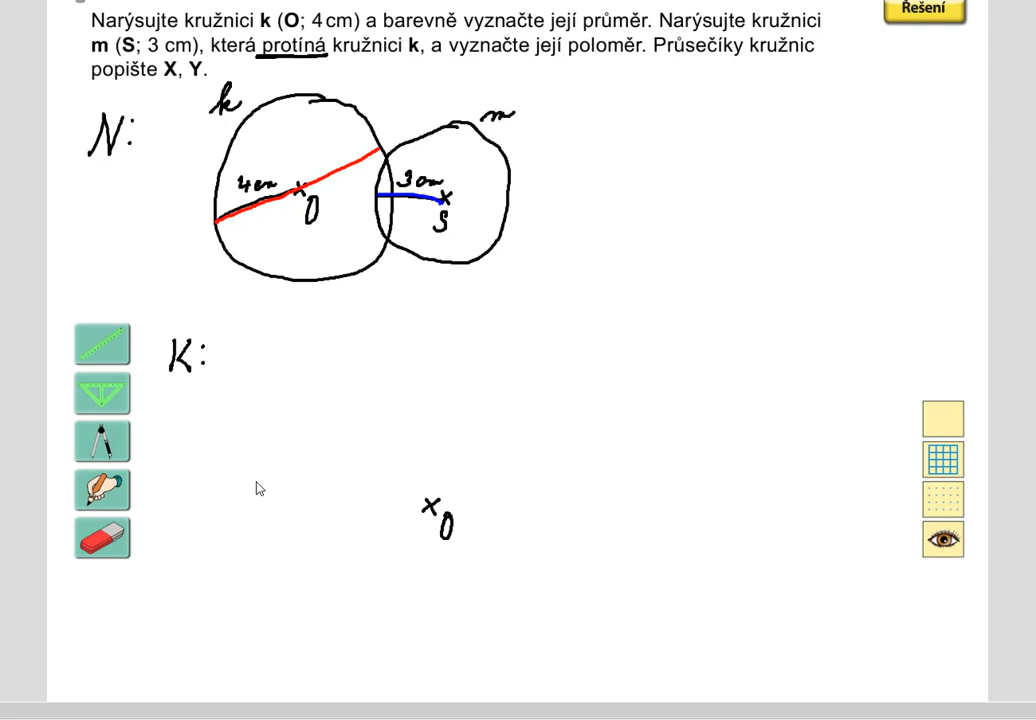 Řešení
Narýsujte kružnici k (O; 4 cm) a barevně vyznačte její průměr. Narýsujte kružnici
m (S; 3 cm), která protíná kružnici k, a vyznačte její poloměr. Průsečíky kružnic
popište X, Y.
N:
k
m
4cm
O
3cm
S
K:
O